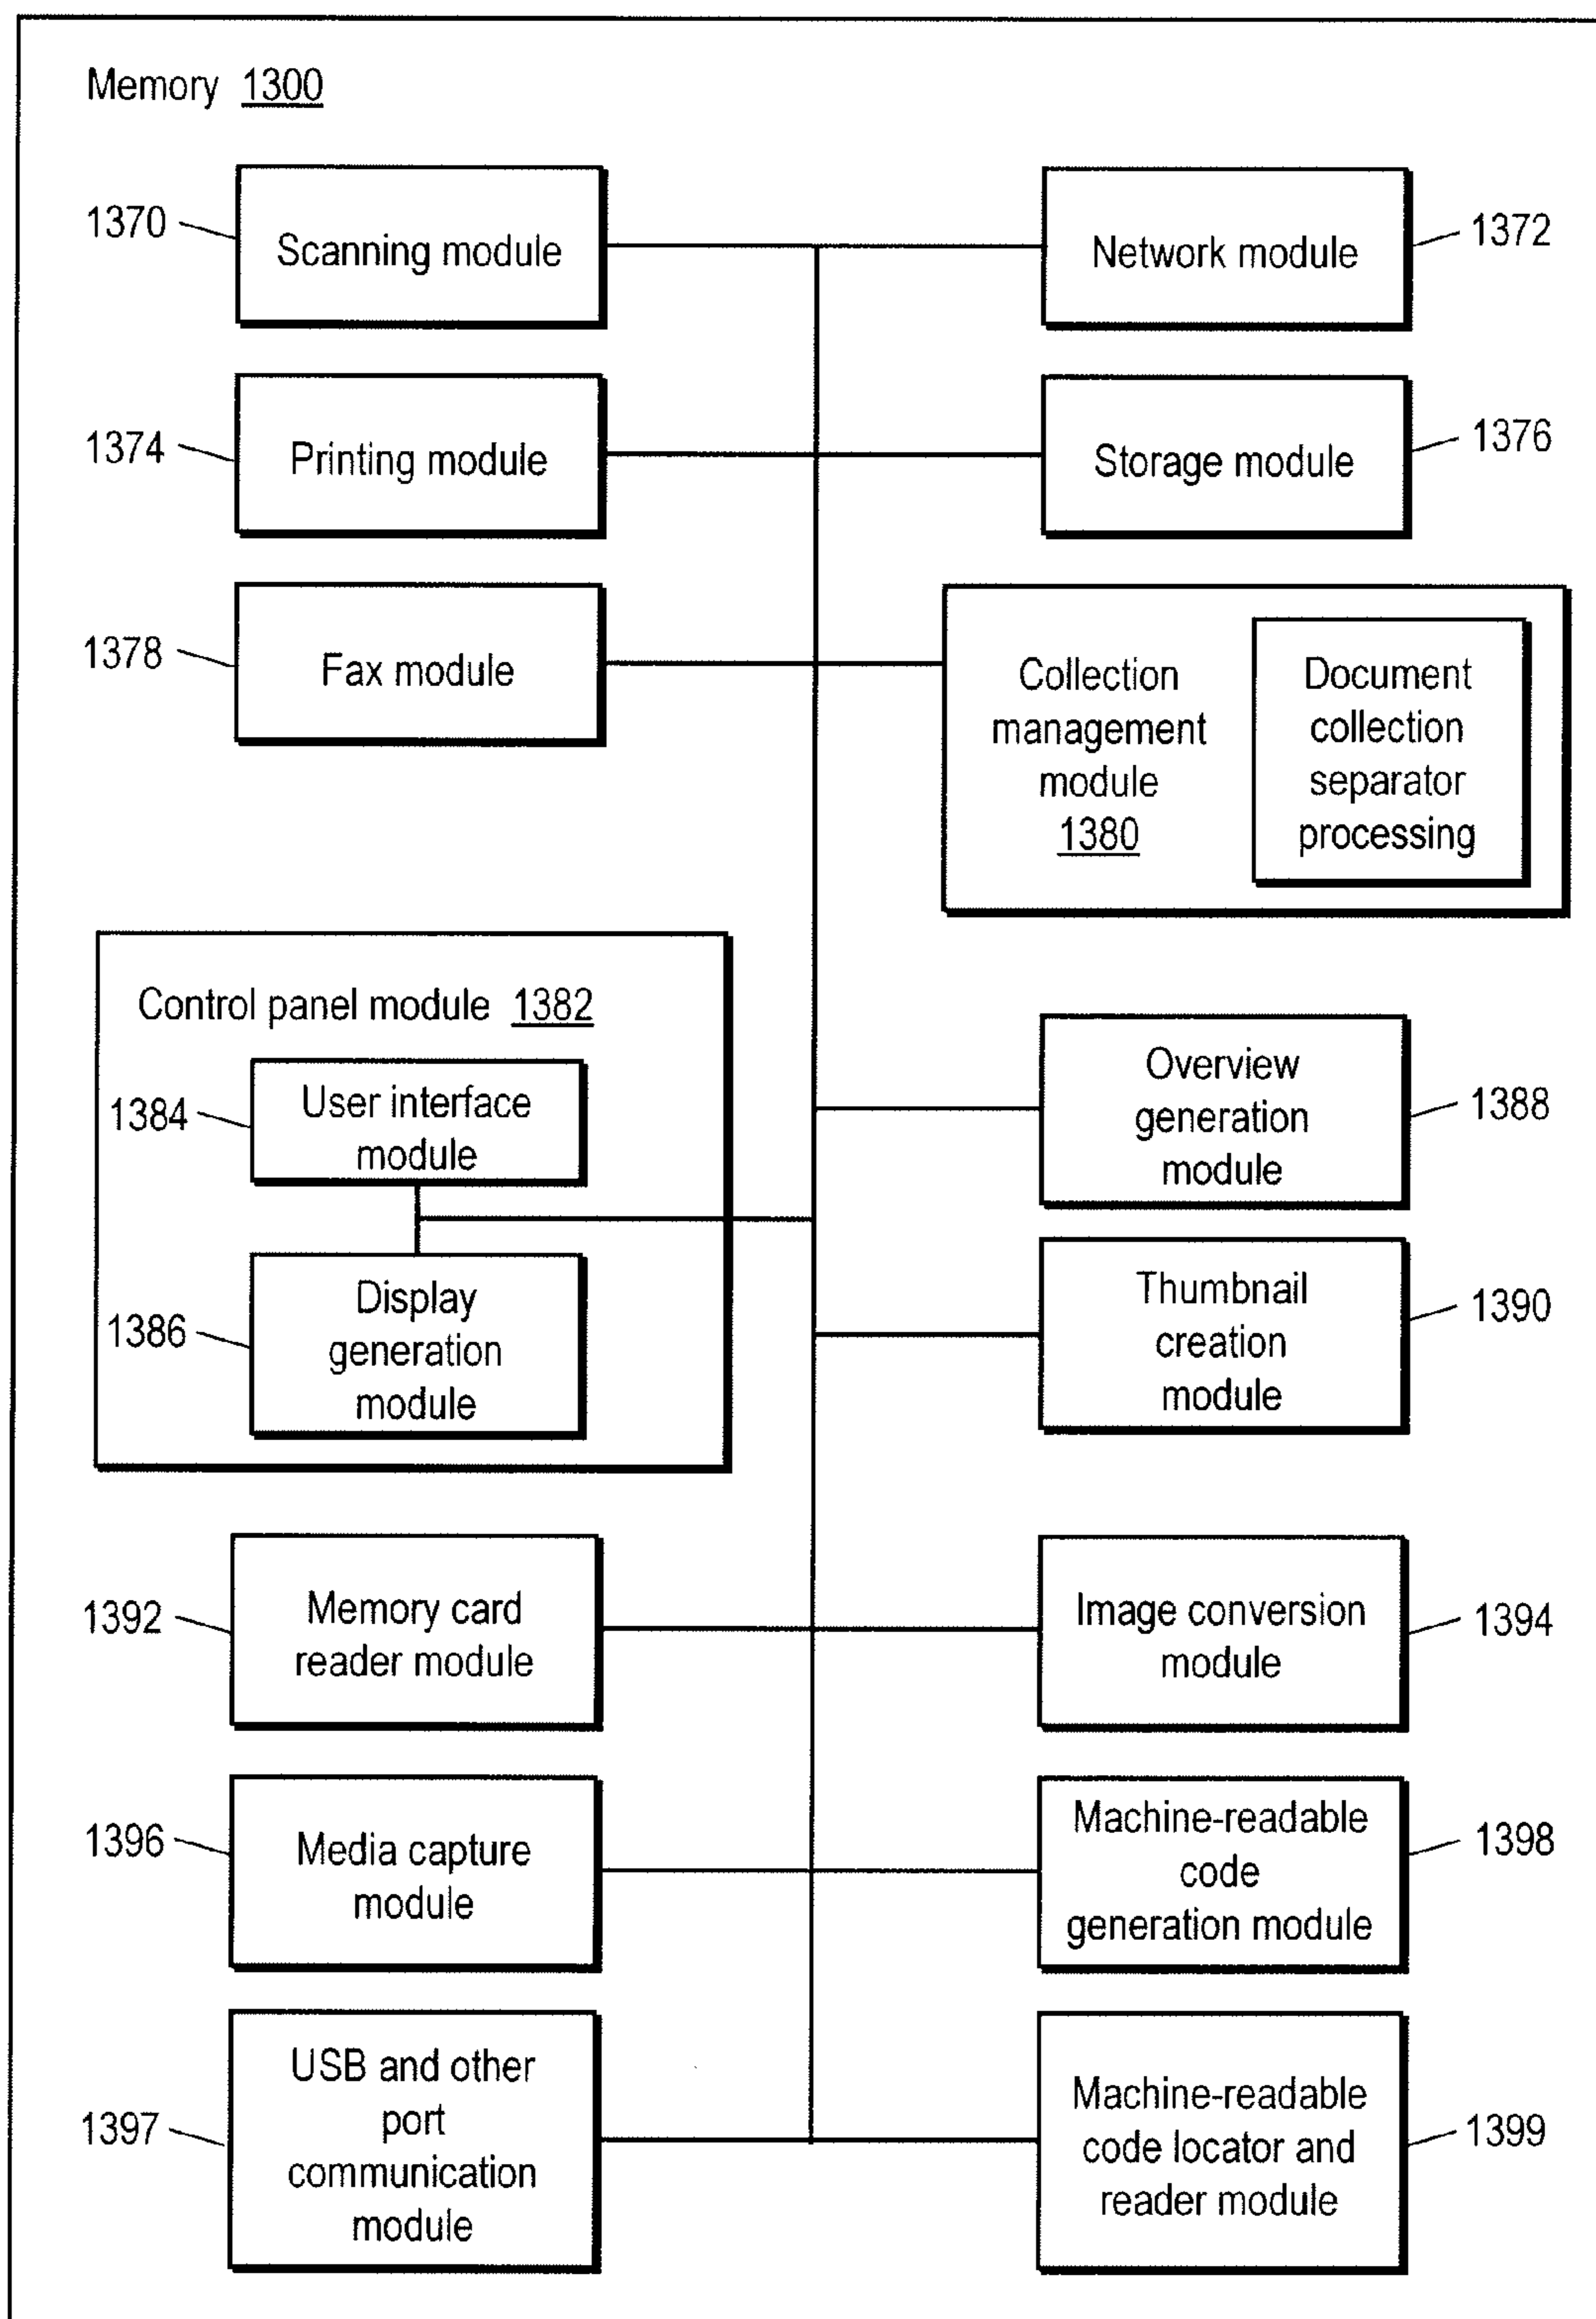 Memory 1300
1370
Scanning module
Network module
1372
1374
Printing module
Storage module
1376
1378
Fax module
Collection
management
module
1380
Document
collection
separator
processing
Control panel module 1382
1384
User interface
module
1386
Display
generation
module
Overview
generation
module
1388
Thumbnail
creation
module
1390
1392
Memory card
reader module
Image conversion
module
1394
1396
Media capture
module
Machine-readable
code
generation module
1398
1397
USB and other
port
communication
module
Machine-readable
code locator and
reader module
1399